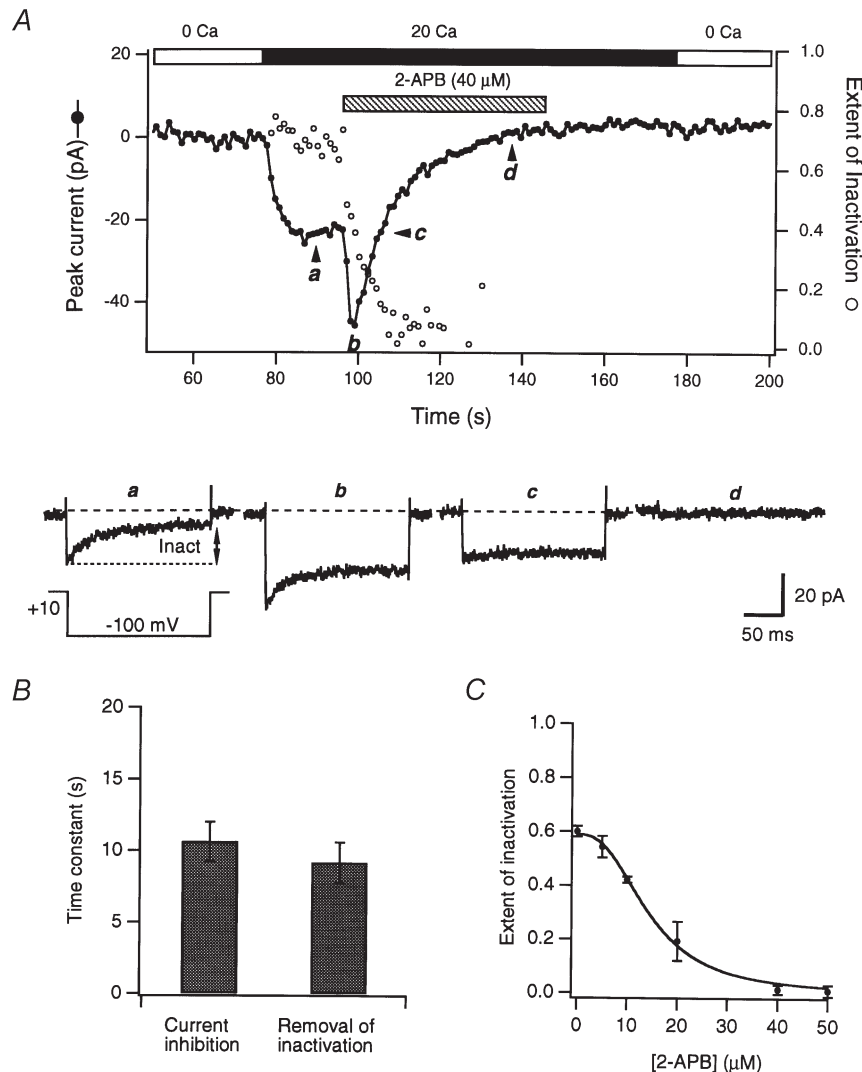 A
0 Ca
20 Ca
0 Ca
2-APB (40 μM)
20
0
-20
-40
Peak current (pA)
1.0
0.8
0.6
0.4
0.2
0.0
Extent of Inactivation
a
b
c
d
60
80
100
120
140
160
180
200
Time (s)
a
b
c
d
Inact
+10
-100 mV
20 pA
50 ms
B
20
15
10
5
0
Time constant (s)
Current
inhibition
Removal of
inactivation
C
1.0
0.8
0.6
0.4
0.2
0.0
Extent of inactivation
0
10
20
30
40
50
[2-APB] (μM)